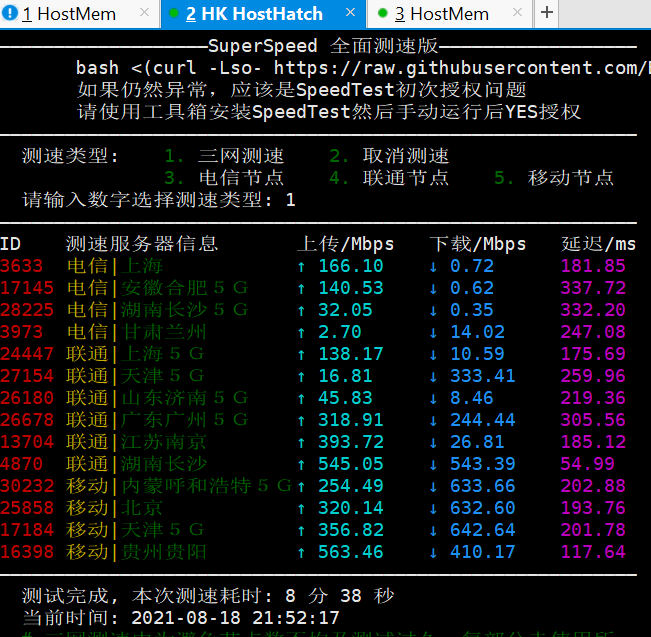 1 HostMem × 2 HK HostHatch × 3 HostMem × +
——————————SuperSpeed 全面测速版——————————
bash <(curl -Lso- https://raw.githubusercontent.com/
如果仍然异常，应该是SpeedTest初次授权问题
请使用工具箱安装SpeedTest然后手动运行后YES授权
测速类型: 1. 三网测速 2. 取消测速
3. 电信节点 4. 联通节点 5. 移动节点
请输入数字选择测速类型: 1
ID 测速服务器信息 上传/Mbps 下载/Mbps 延迟/ms
3633 电信|上海 ↑ 166.10 ↓ 0.72 181.85
17145 电信|安徽合肥５Ｇ ↑ 140.53 ↓ 0.62 337.72
28225 电信|湖南长沙５Ｇ ↑ 32.05 ↓ 0.35 332.20
3973 电信|甘肃兰州 ↑ 2.70 ↓ 14.02 247.08
24447 联通|上海５Ｇ ↑ 138.17 ↓ 10.59 175.69
27154 联通|天津５Ｇ ↑ 16.81 ↓ 333.41 259.96
26180 联通|山东济南５Ｇ ↑ 45.83 ↓ 8.46 219.36
26678 联通|广东广州５Ｇ ↑ 318.91 ↓ 244.44 305.56
13704 联通|江苏南京 ↑ 393.72 ↓ 26.81 185.12
4870 联通|湖南长沙 ↑ 545.05 ↓ 543.39 54.99
30232 移动|内蒙呼和浩特５Ｇ ↑ 254.49 ↓ 633.66 202.88
25858 移动|北京 ↑ 320.14 ↓ 632.60 193.76
17184 移动|天津５Ｇ ↑ 356.82 ↓ 642.64 201.78
16398 移动|贵州贵阳 ↑ 563.46 ↓ 410.17 117.64
测试完成, 本次测速耗时: 8 分 38 秒
当前时间: 2021-08-18 21:52:17